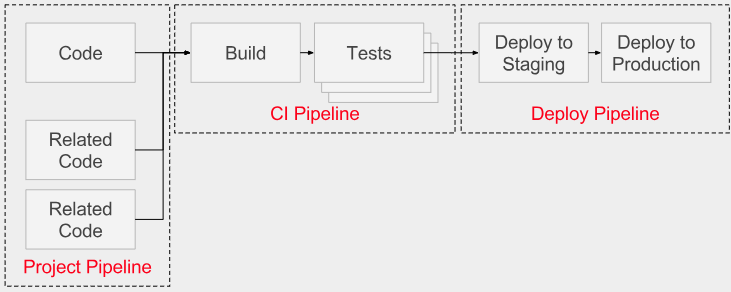 Code
Related
Code
Related
Code
Project Pipeline
Build
Tests
CI Pipeline
Deploy to
Staging
Deploy to
Production
Deploy Pipeline